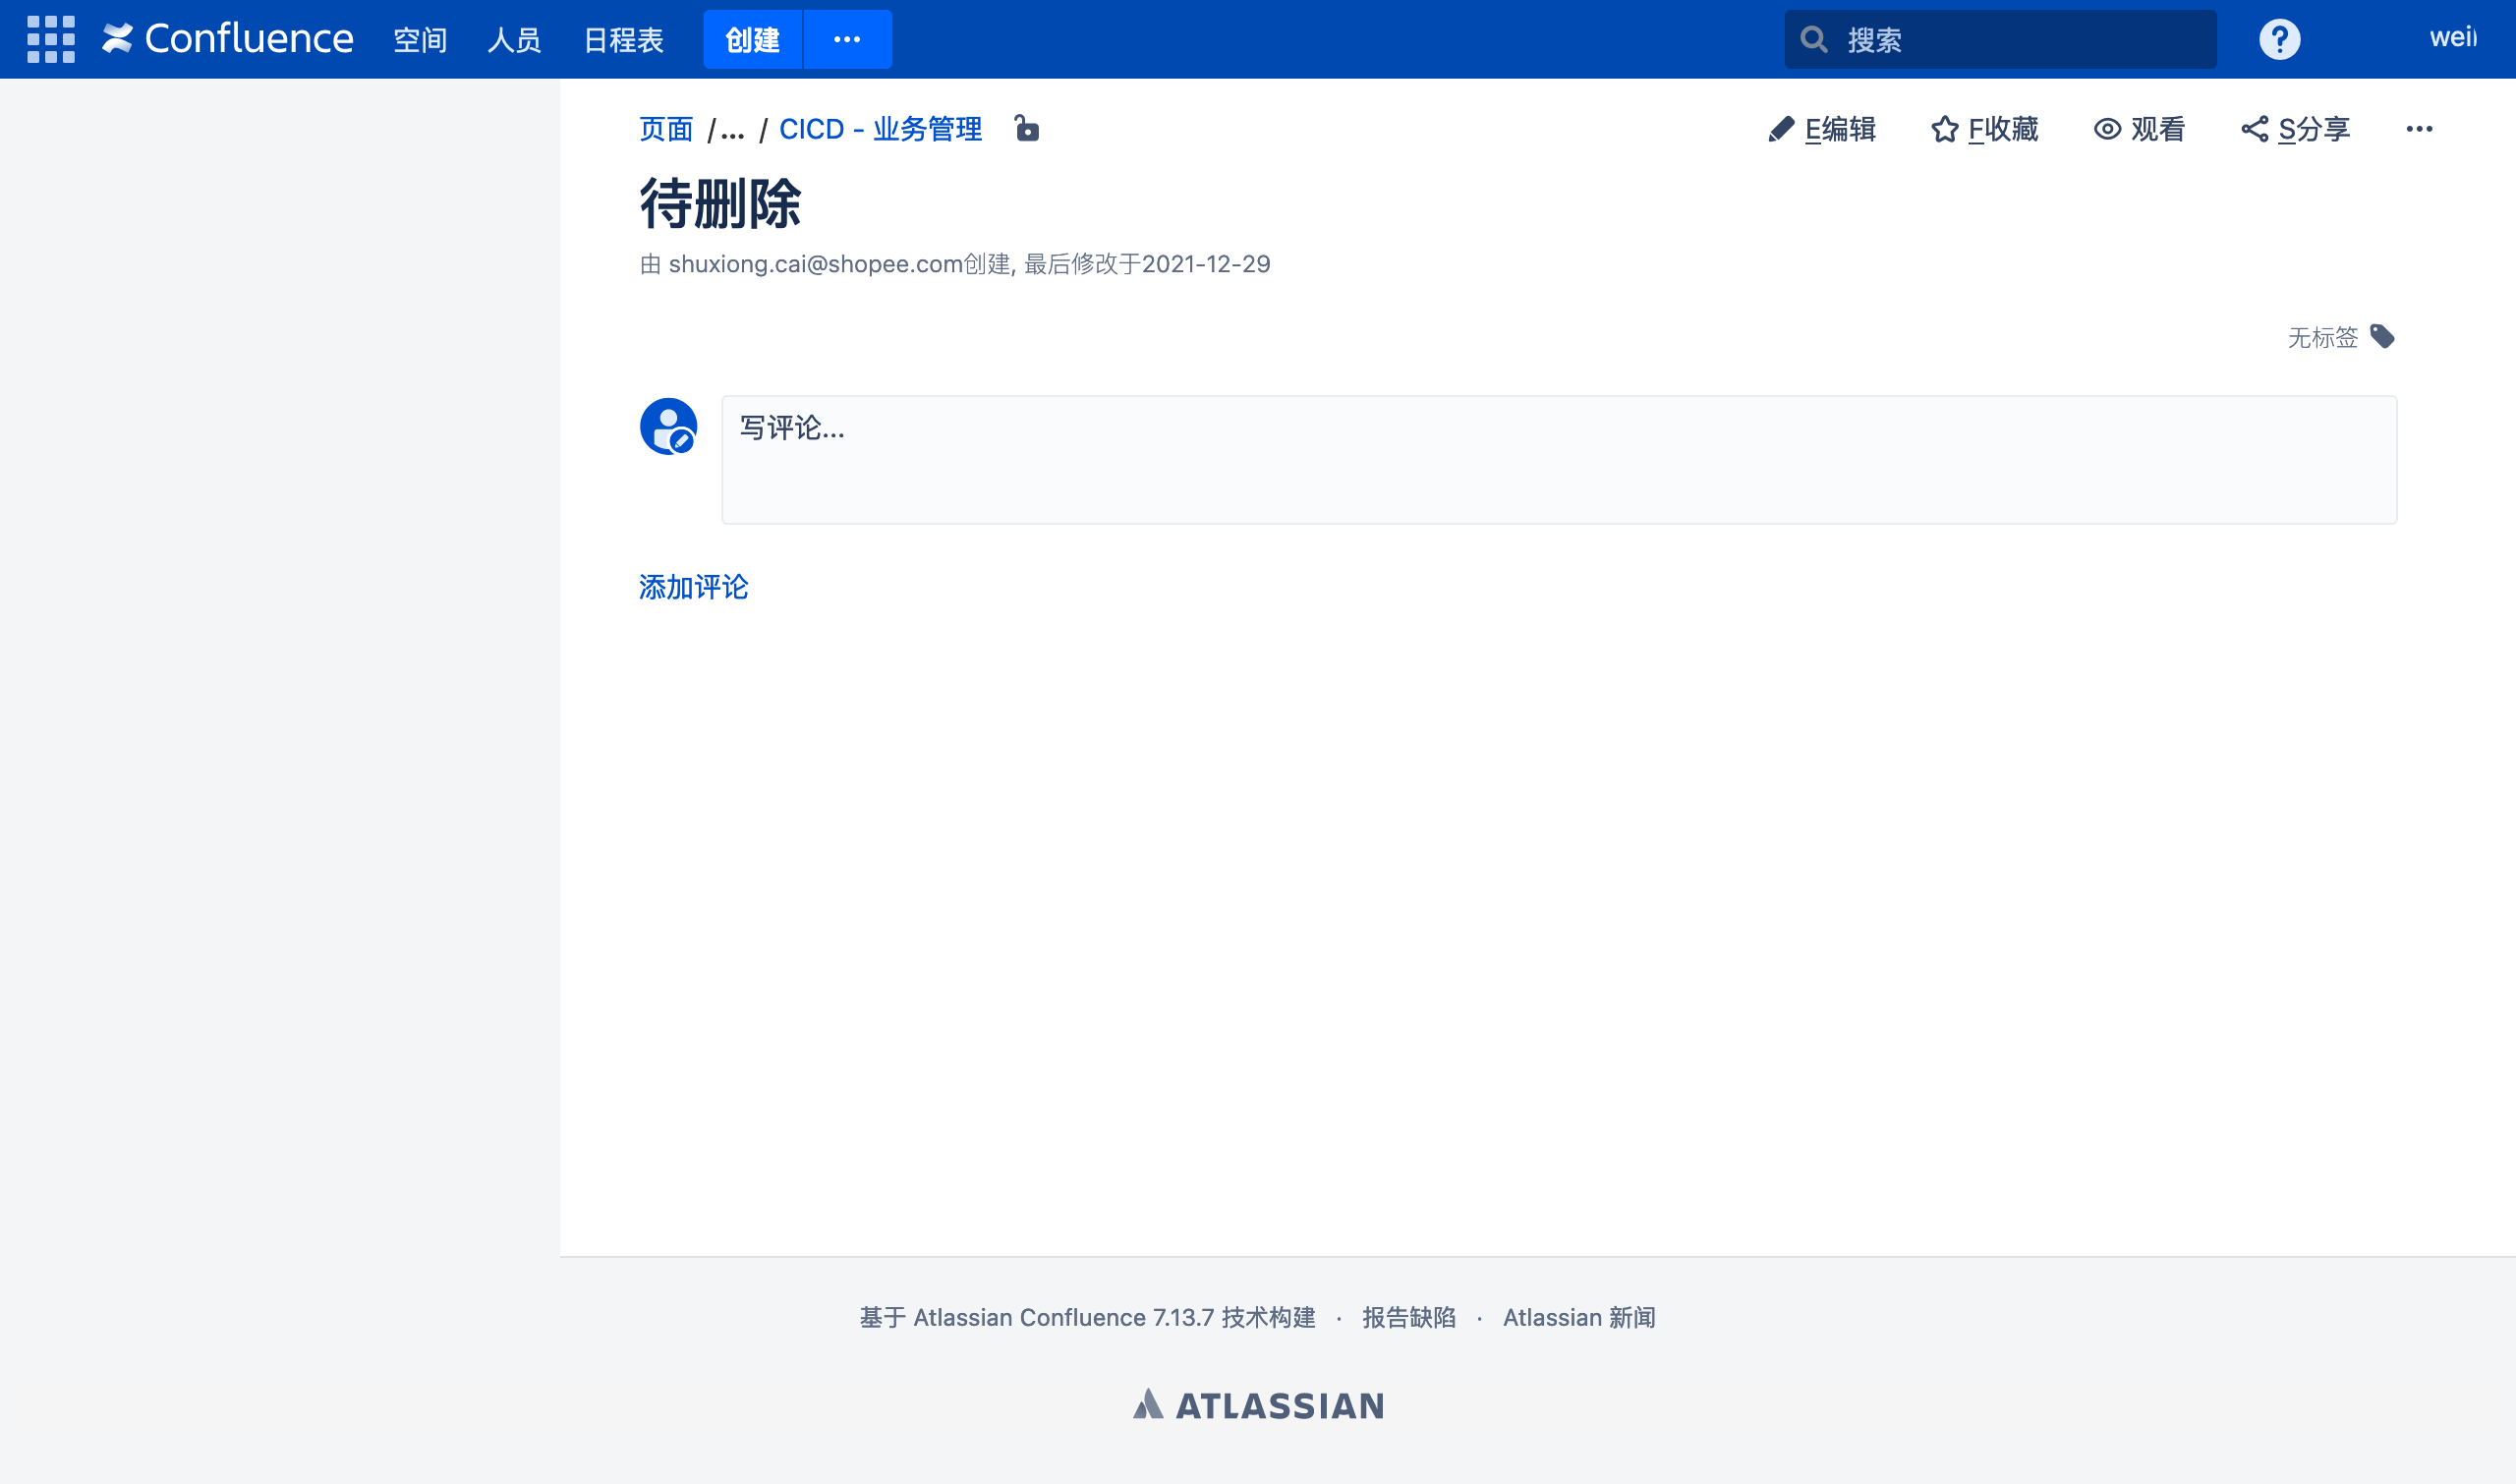 Confluence 空间 人员 日程表 创建 ••• 搜索 ?
页面 /... / CICD - 业务管理 E编辑 F收藏 观看 S分享 •••
待删除
由 shuxiong.cai@shopee.com创建, 最后修改于2021-12-29
无标签
写评论...
添加评论
基于 Atlassian Confluence 7.13.7 技术构建 · 报告缺陷 · Atlassian 新闻
ATLASSIAN